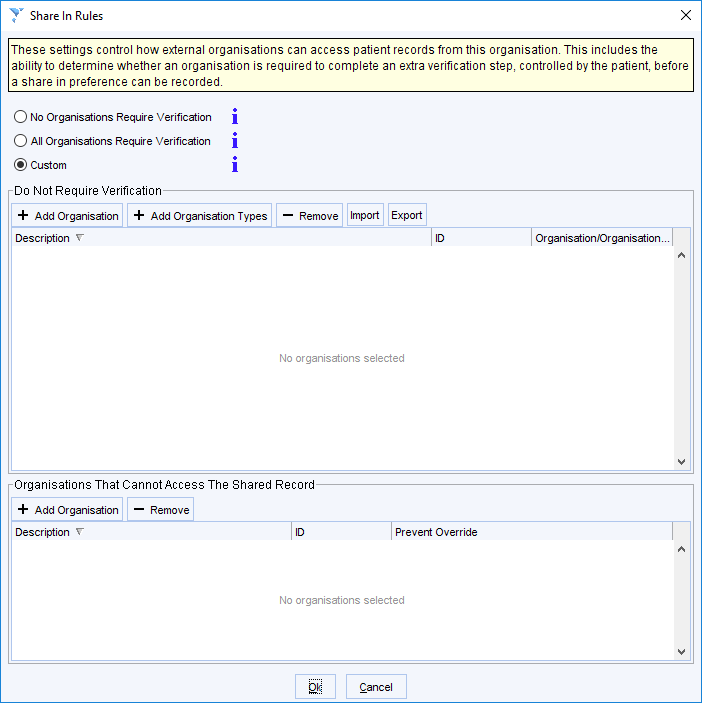 Share In Rules
These settings control how external organisations can access patient records from this organisation. This includes the
ability to determine whether an organisation is required to complete an extra verification step, controlled by the patient, before
a share in preference can be recorded.
No Organisations Require Verification
All Organisations Require Verification
Custom
Do Not Require Verification
Add Organisation Add Organisation Types Remove Import Export
Description ID Organisation/Organisation...
No organisations selected
Organisations That Cannot Access The Shared Record
Add Organisation Remove
Description ID Prevent Override
No organisations selected
Ok Cancel